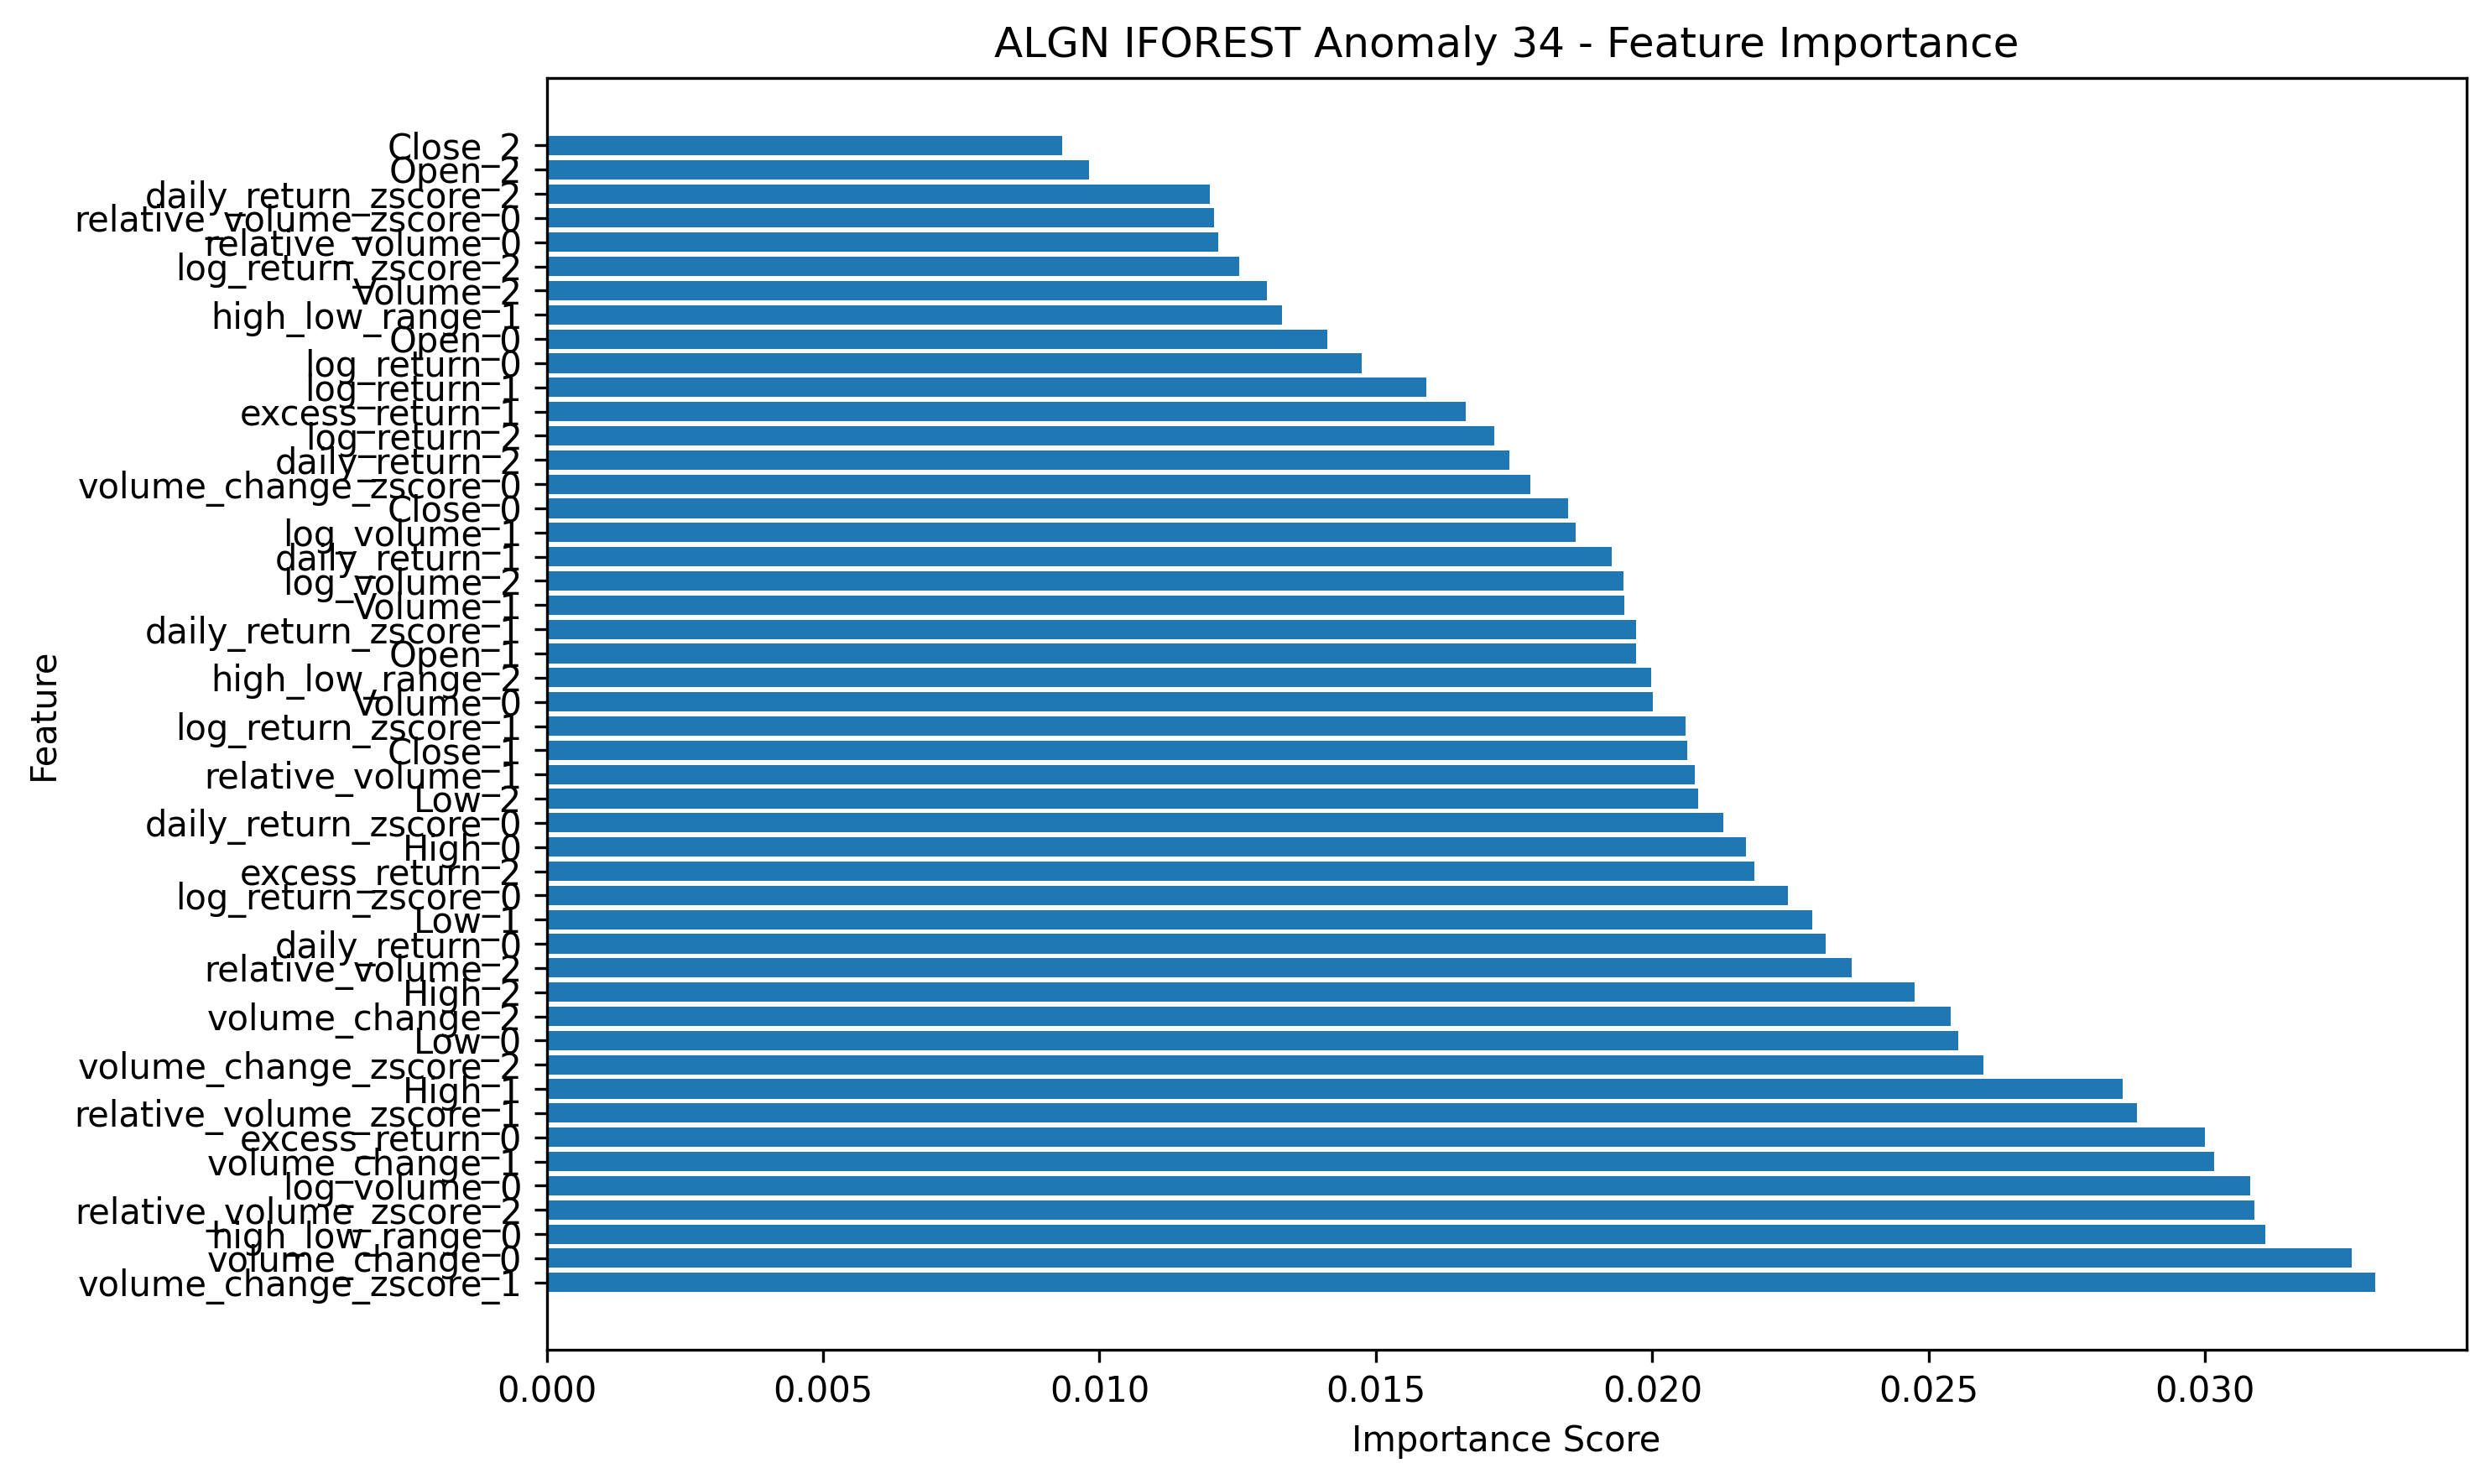 ALGN IFOREST Anomaly 34 - Feature Importance
Close_2
Open_2
daily_return_zscore_2
relative_volume_zscore_0
relative_volume_0
log_return_zscore_2
Volume_2
high_low_range_1
Open_0
log_return_0
log_return_1
excess_return_1
log_return_2
daily_return_2
volume_change_zscore_0
Close_0
log_volume_1
daily_return_1
log_volume_2
Volume_1
daily_return_zscore_1
Open_1
high_low_range_2
Volume_0
log_return_zscore_1
Close_1
relative_volume_1
Low_2
daily_return_zscore_0
High_0
excess_return_2
log_return_zscore_0
Low_1
daily_return_0
relative_volume_2
High_2
volume_change_2
Low_0
volume_change_zscore_2
High_1
relative_volume_zscore_1
excess_return_0
volume_change_1
log_volume_0
relative_volume_zscore_2
high_low_range_0
volume_change_0
volume_change_zscore_1
Feature
0.000 0.005 0.010 0.015 0.020 0.025 0.030
Importance Score